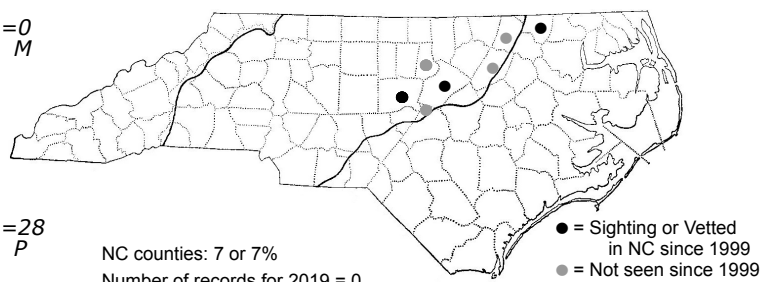 =0
M
=28
P
NC counties: 7 or 7%
Number of records for 2019 = 0
● = Sighting or Vetted
in NC since 1999
● = Not seen since 1999